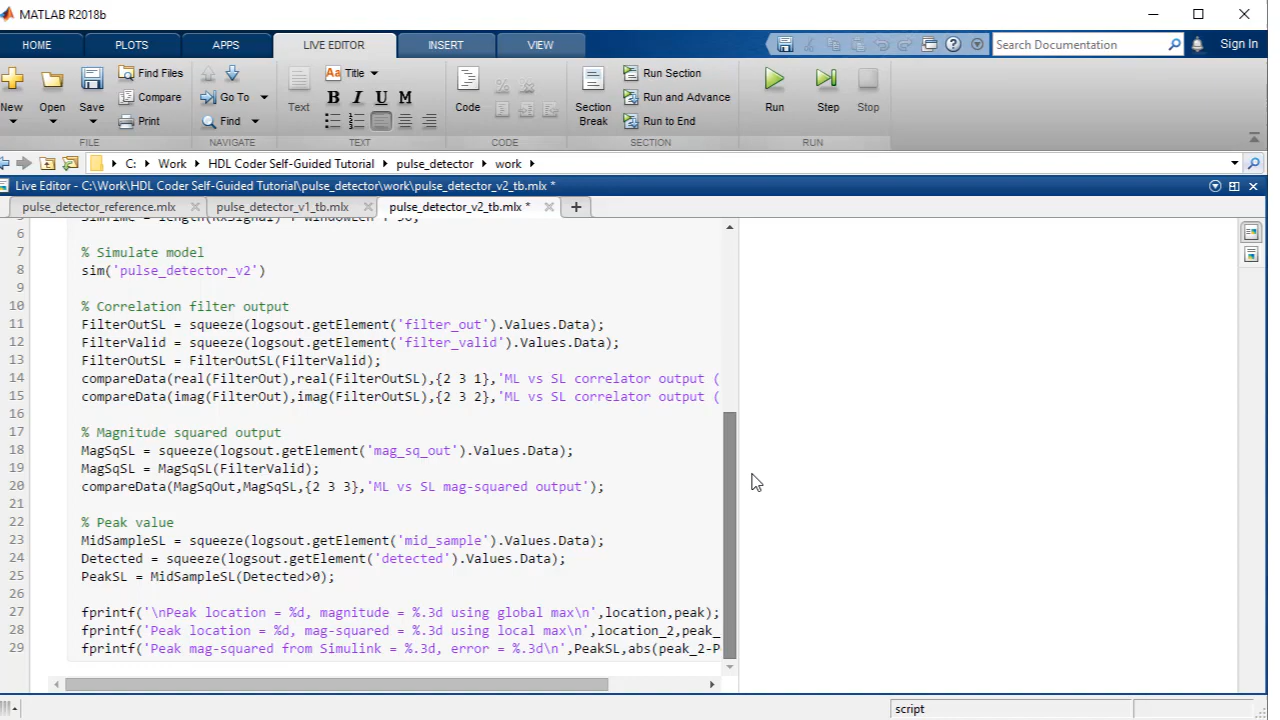 MATLAB R2018b
HOME PLOTS APPS LIVE EDITOR INSERT VIEW Search Documentation Sign In
New Open Save Find Files Compare Print Go To Find Text Aa Title B I U M Code Section Break Run Section Run and Advance Run to End Run Step Stop
FILE NAVIGATE TEXT CODE SECTION RUN
C: Work HDL Coder Self-Guided Tutorial pulse_detector work
Live Editor - C:\Work\HDL Coder Self-Guided Tutorial\pulse_detector\work\pulse_detector_v2_tb.mlx *
pulse_detector_reference.mlx pulse_detector_v1_tb.mlx pulse_detector_v2_tb.mlx * +
6
7 % Simulate model
8 sim('pulse_detector_v2')
9
10 % Correlation filter output
11 FilterOutSL = squeeze(logsout.getElement('filter_out').Values.Data);
12 FilterValid = squeeze(logsout.getElement('filter_valid').Values.Data);
13 FilterOutSL = FilterOutSL(FilterValid);
14 compareData(real(FilterOut),real(FilterOutSL),{2 3 1},'ML vs SL correlator output (
15 compareData(imag(FilterOut),imag(FilterOutSL),{2 3 2},'ML vs SL correlator output (
16
17 % Magnitude squared output
18 MagSqSL = squeeze(logsout.getElement('mag_sq_out').Values.Data);
19 MagSqSL = MagSqSL(FilterValid);
20 compareData(MagSqOut,MagSqSL,{2 3 3},'ML vs SL mag-squared output');
21
22 % Peak value
23 MidSampleSL = squeeze(logsout.getElement('mid_sample').Values.Data);
24 Detected = squeeze(logsout.getElement('detected').Values.Data);
25 PeakSL = MidSampleSL(Detected>0);
26
27 fprintf('\nPeak location = %d, magnitude = %.3d using global max\n',location,peak);
28 fprintf('Peak location = %d, mag-squared = %.3d using local max\n',location_2,peak_
29 fprintf('Peak mag-squared from Simulink = %.3d, error = %.3d\n',PeakSL,abs(peak_2-P
script